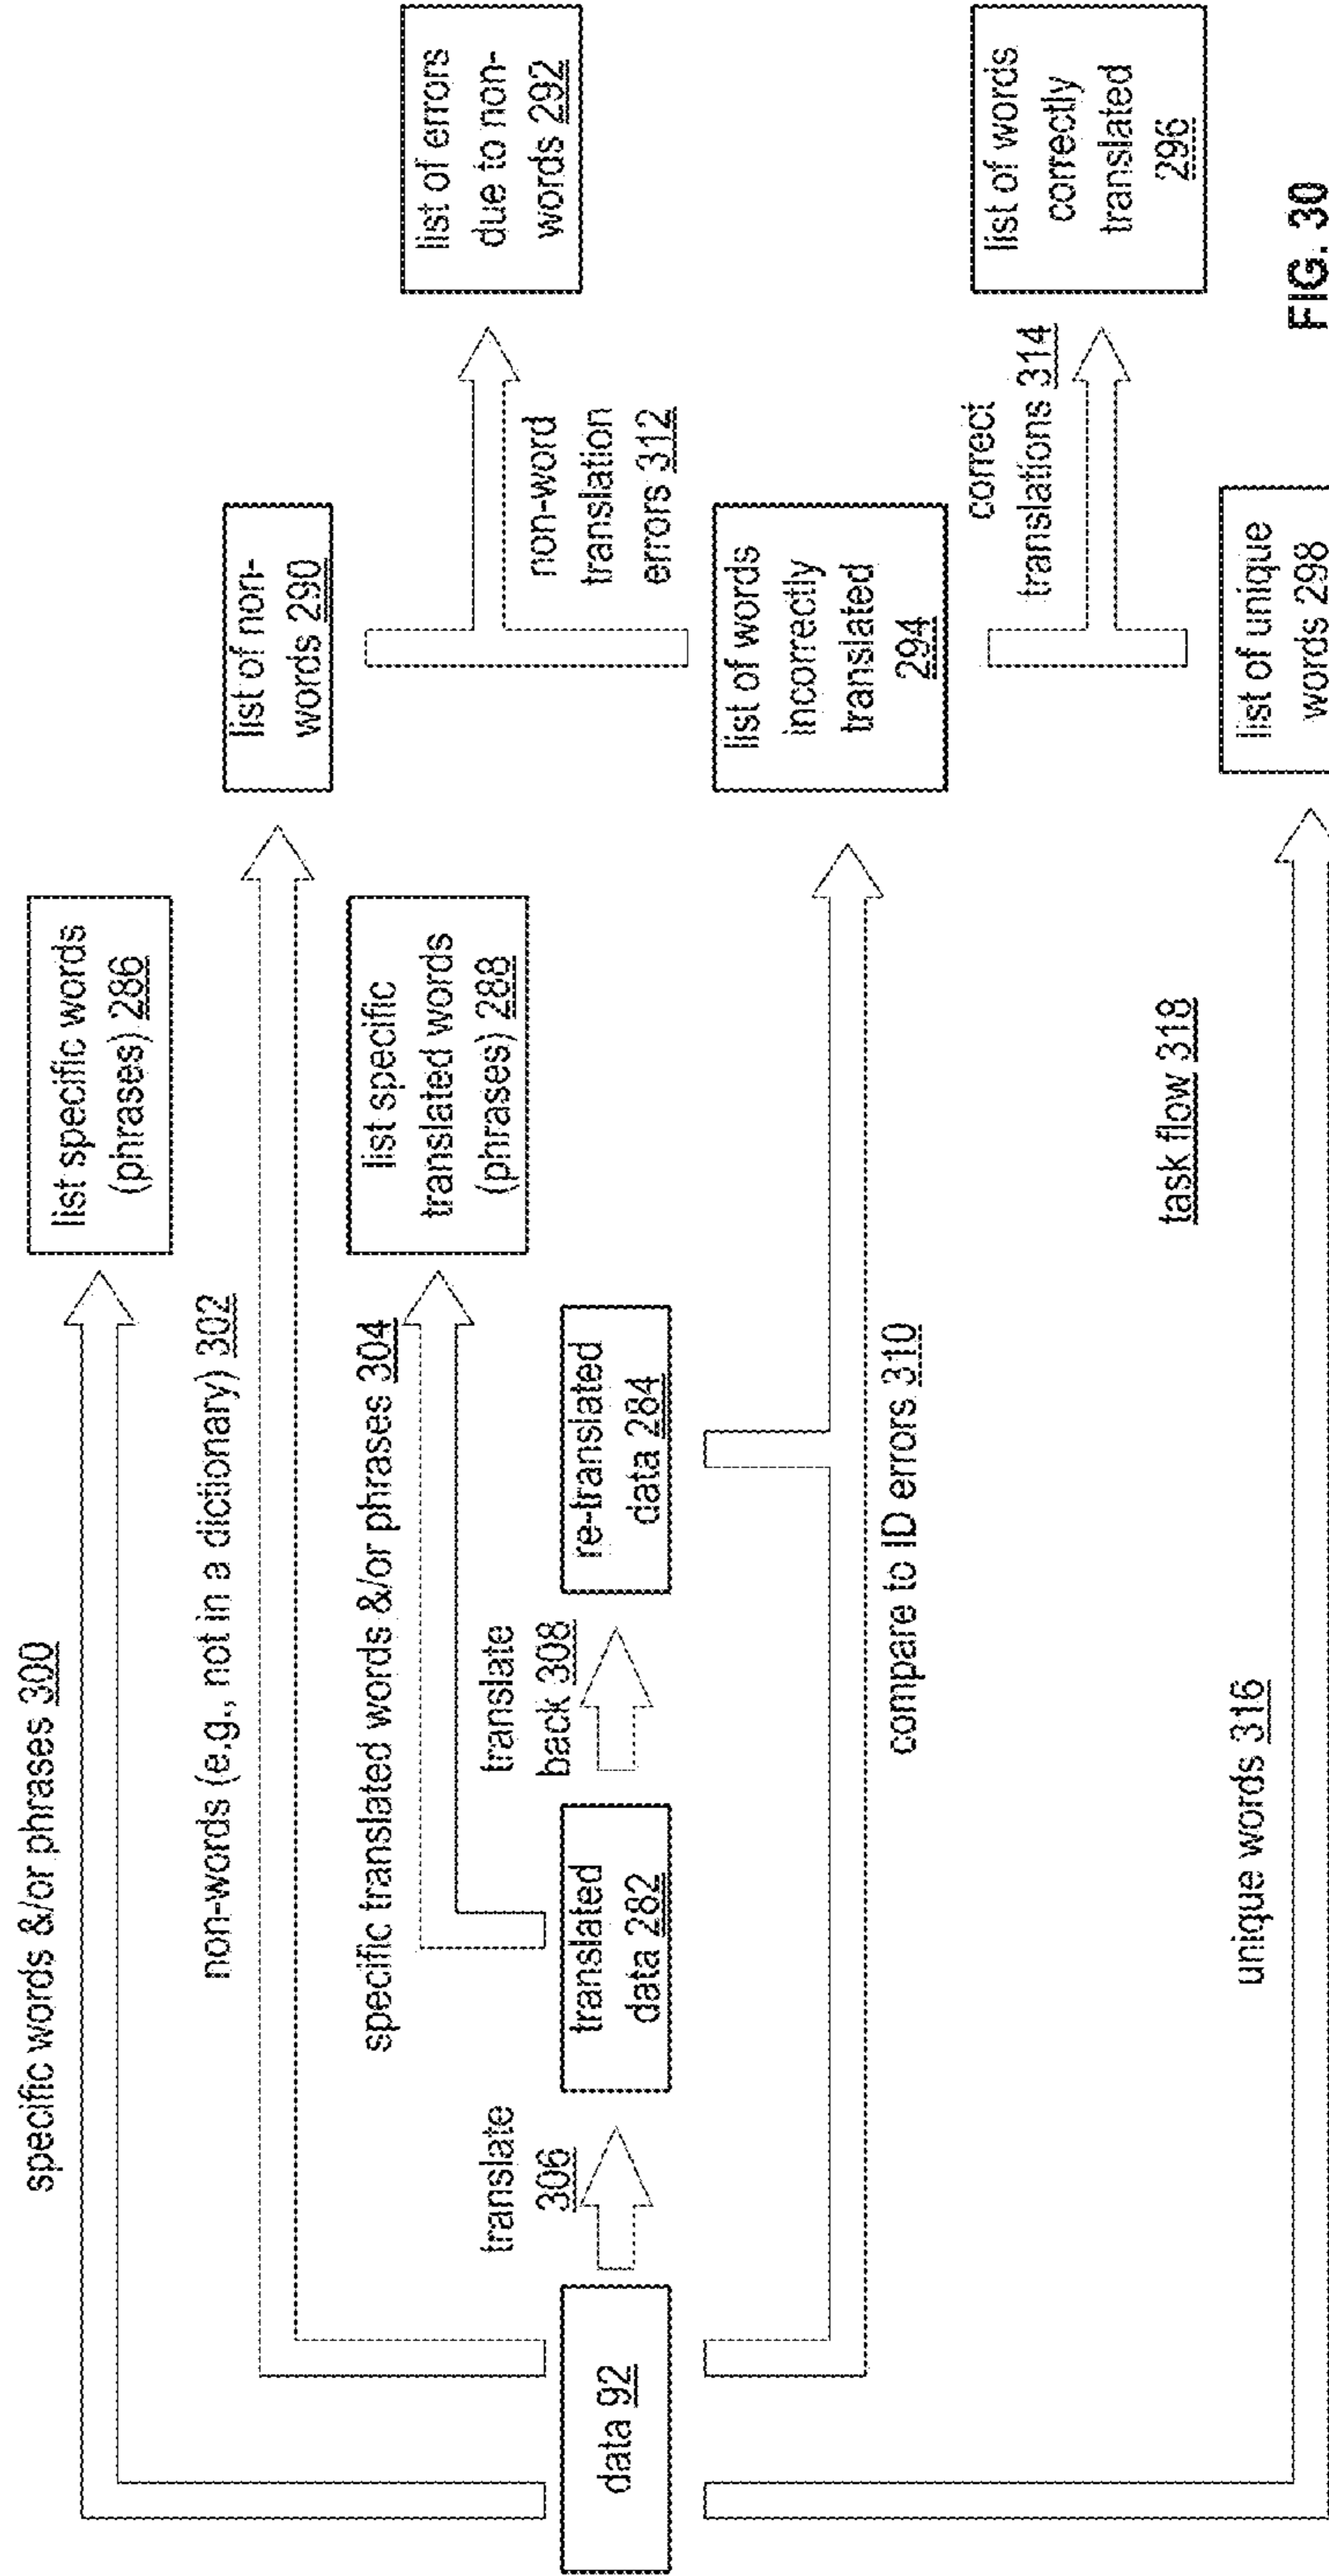 specific words &/or phrases 300
list specific words
(phrases) 286
non-words (e.g., not in a dictionary) 302
list of non-
words 290
list of errors
due to non-
words 292
specific translated words &/or phrases 304
list specific
translated words
(phrases) 288
non-word
translation
errors 312
data 92
translate
306
translated
data 282
translate
back 308
re-translated
data 284
compare to ID errors 310
list of words
incorrectly
translated
294
correct
translations 314
list of words
correctly
translated
296
task flow 318
unique words 316
list of unique
words 298
FIG. 30